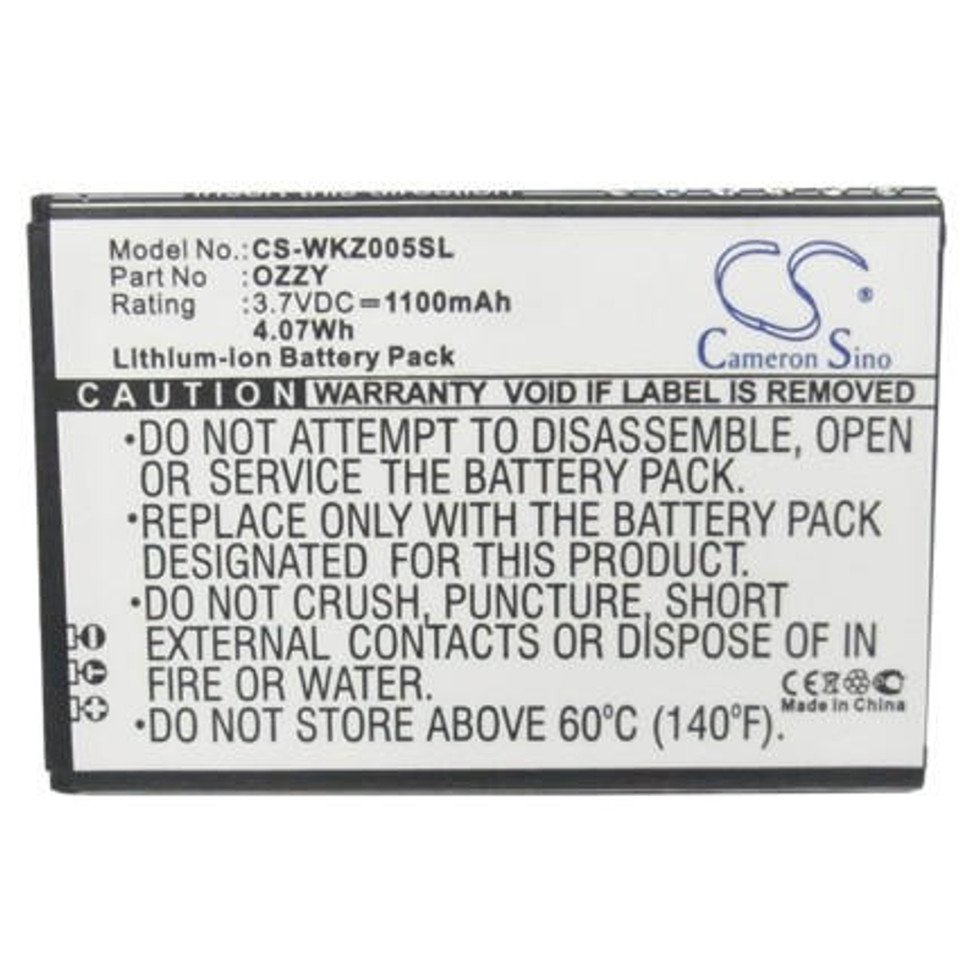 Model No.: CS-WKZ005SL
Part No : OZZY
Rating : 3.7VDC ⎓ 1100mAh
4.07Wh
Lithium-ion Battery Pack
CS ®
Cameron Sino
CAUTION WARRANTY VOID IF LABEL IS REMOVED
•DO NOT ATTEMPT TO DISASSEMBLE, OPEN
OR SERVICE THE BATTERY PACK.
•REPLACE ONLY WITH THE BATTERY PACK
DESIGNATED FOR THIS PRODUCT.
•DO NOT CRUSH, PUNCTURE, SHORT
EXTERNAL CONTACTS OR DISPOSE OF IN
FIRE OR WATER.
•DO NOT STORE ABOVE 60°C (140°F).
CE
Made in China